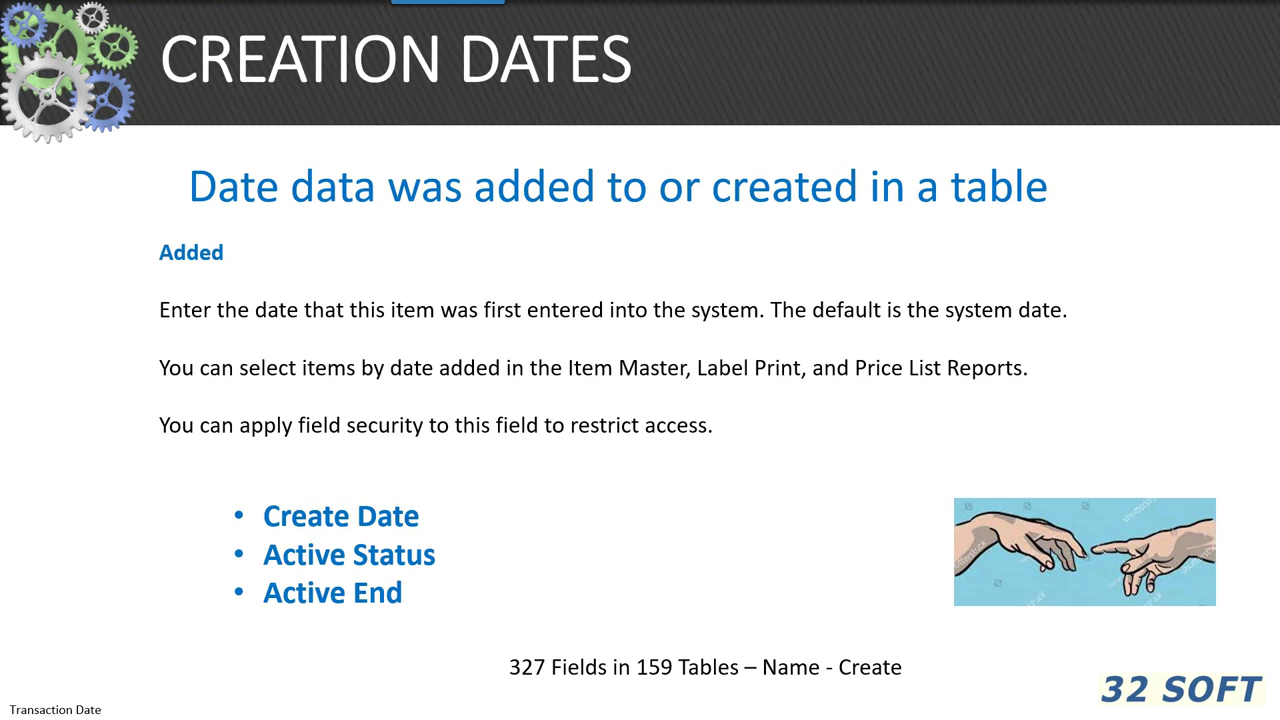 CREATION DATES
Date data was added to or created in a table
Added
Enter the date that this item was first entered into the system. The default is the system date.
You can select items by date added in the Item Master, Label Print, and Price List Reports.
You can apply field security to this field to restrict access.
• Create Date
• Active Status
• Active End
327 Fields in 159 Tables – Name - Create
32 SOFT
Transaction Date